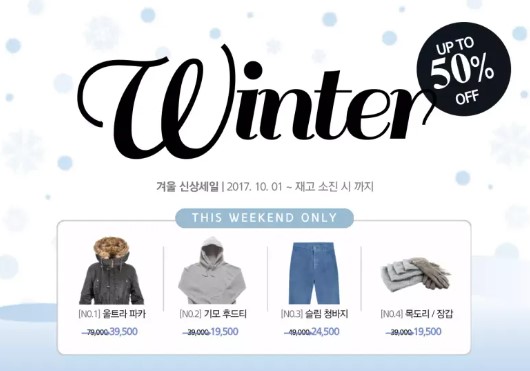 UP TO
50%
OFF
Winter
겨울 신상세일 | 2017. 10. 01 ~ 재고 소진 시 까지
THIS WEEKEND ONLY
[NO.1] 울트라 파카
79,000 39,500
[NO.2] 기모 후드티
39,000 19,500
[NO.3] 슬림 청바지
49,000 24,500
[NO.4] 목도리 / 장갑
39,000 19,500